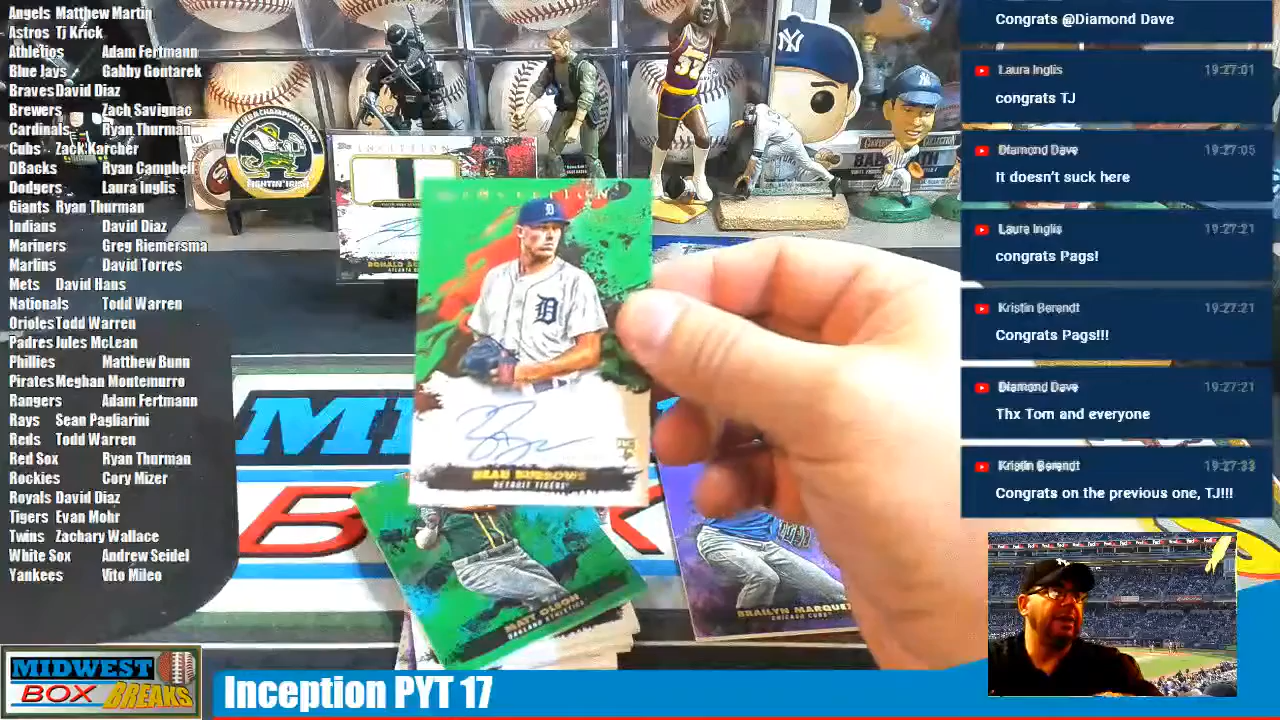 Angels Matthew Martin
Astros Tj Krick
Athletics Adam Fertmann
Blue Jays Gabby Gontarek
Braves David Diaz
Brewers Zach Savignac
Cardinals Ryan Thurman
Cubs Zack Karcher
DBacks Ryan Campbell
Dodgers Laura Inglis
Giants Ryan Thurman
Indians David Diaz
Mariners Greg Riemersma
Marlins David Torres
Mets David Hans
Nationals Todd Warren
Orioles Todd Warren
Padres Jules McLean
Phillies Matthew Bunn
Pirates Meghan Montemurro
Rangers Adam Fertmann
Rays Sean Pagliarini
Reds Todd Warren
Red Sox Ryan Thurman
Rockies Cory Mizer
Royals David Diaz
Tigers Evan Mohr
Twins Zachary Wallace
White Sox Andrew Seidel
Yankees Vito Mileo
INCEPTION
37
INCEPTION
D
BEAU BURROWS
DETROIT TIGERS
RC
MATT OLSON
OAKLAND ATHLETICS
BRAILYN MARQUEZ
CHICAGO CUBS
Congrats @Diamond Dave
Laura Inglis 19:27:01
congrats TJ
Diamond Dave 19:27:05
It doesn't suck here
Laura Inglis 19:27:21
congrats Pags!
Kristin Berendt 19:27:21
Congrats Pags!!!
Diamond Dave 19:27:21
Thx Tom and everyone
Kristin Berendt 19:27:33
Congrats on the previous one, TJ!!!
MIDWEST
BOX BREAKS
Inception PYT 17